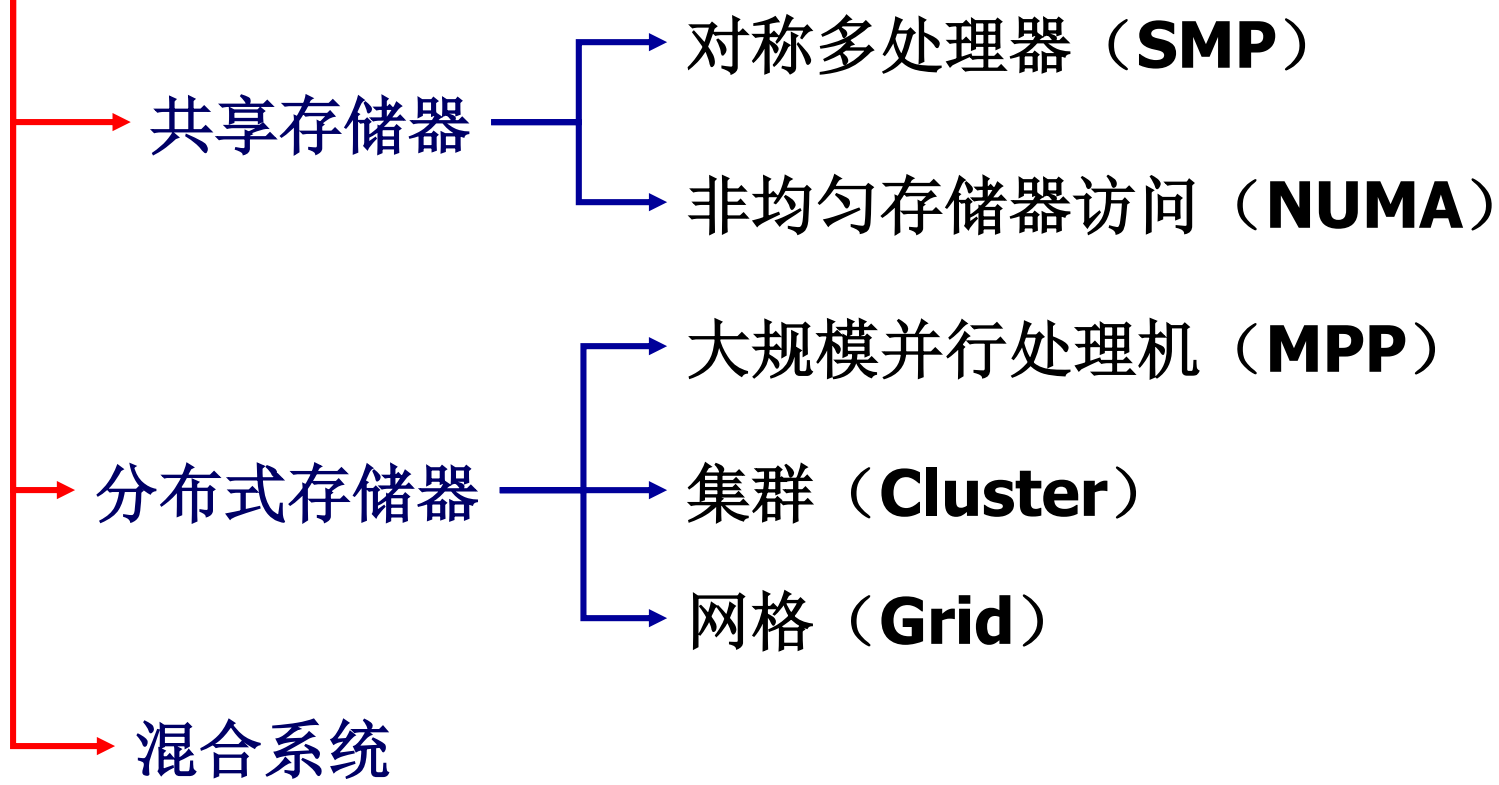 对称多处理器（SMP）
共享存储器
非均匀存储器访问（NUMA）
大规模并行处理机（MPP）
分布式存储器
集群（Cluster）
网格（Grid）
混合系统